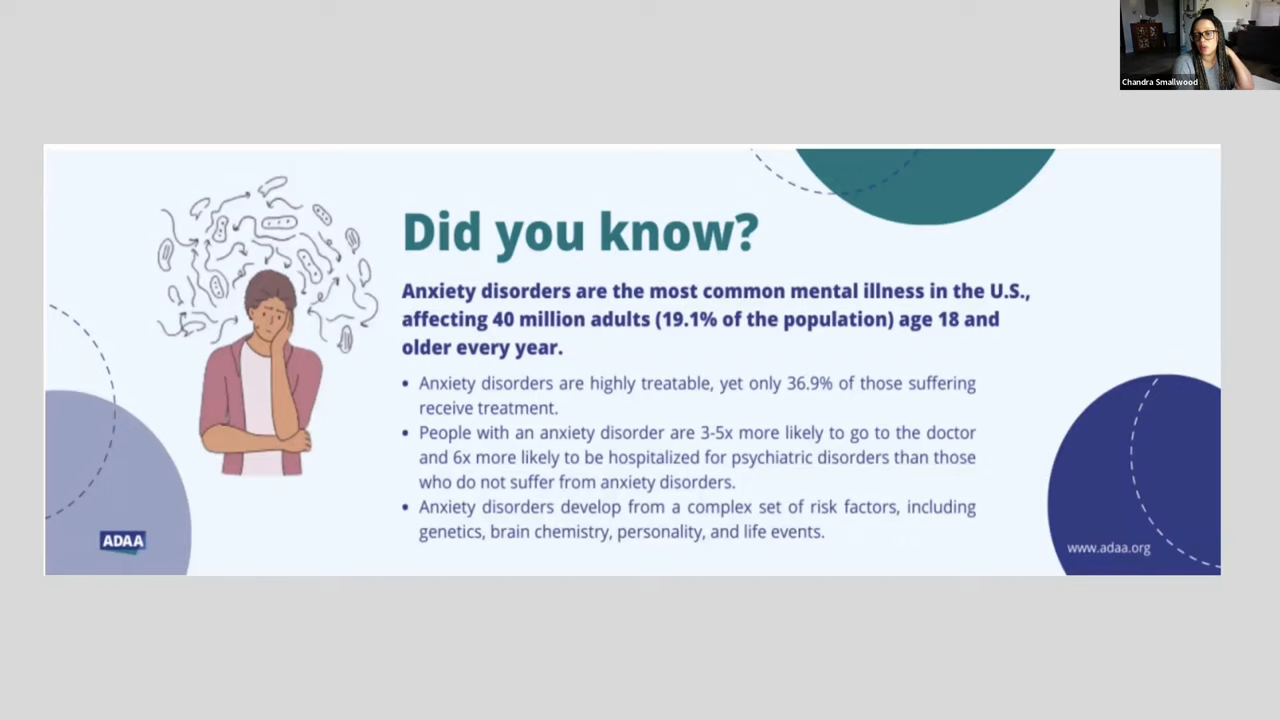 Chandra Smallwood
Did you know?
Anxiety disorders are the most common mental illness in the U.S.,
affecting 40 million adults (19.1% of the population) age 18 and
older every year.
• Anxiety disorders are highly treatable, yet only 36.9% of those suffering
receive treatment.
• People with an anxiety disorder are 3-5x more likely to go to the doctor
and 6x more likely to be hospitalized for psychiatric disorders than those
who do not suffer from anxiety disorders.
• Anxiety disorders develop from a complex set of risk factors, including
genetics, brain chemistry, personality, and life events.
ADAA
www.adaa.org